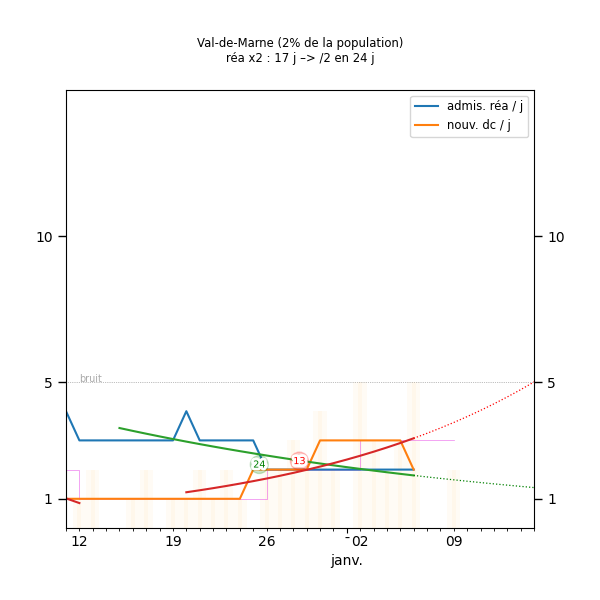 Val-de-Marne (2% de la population)
réa x2 : 17 j –> /2 en 24 j
admis. réa / j
nouv. dc / j
10
10
bruit
5
5
24
13
1
1
12
19
26
02
09
janv.